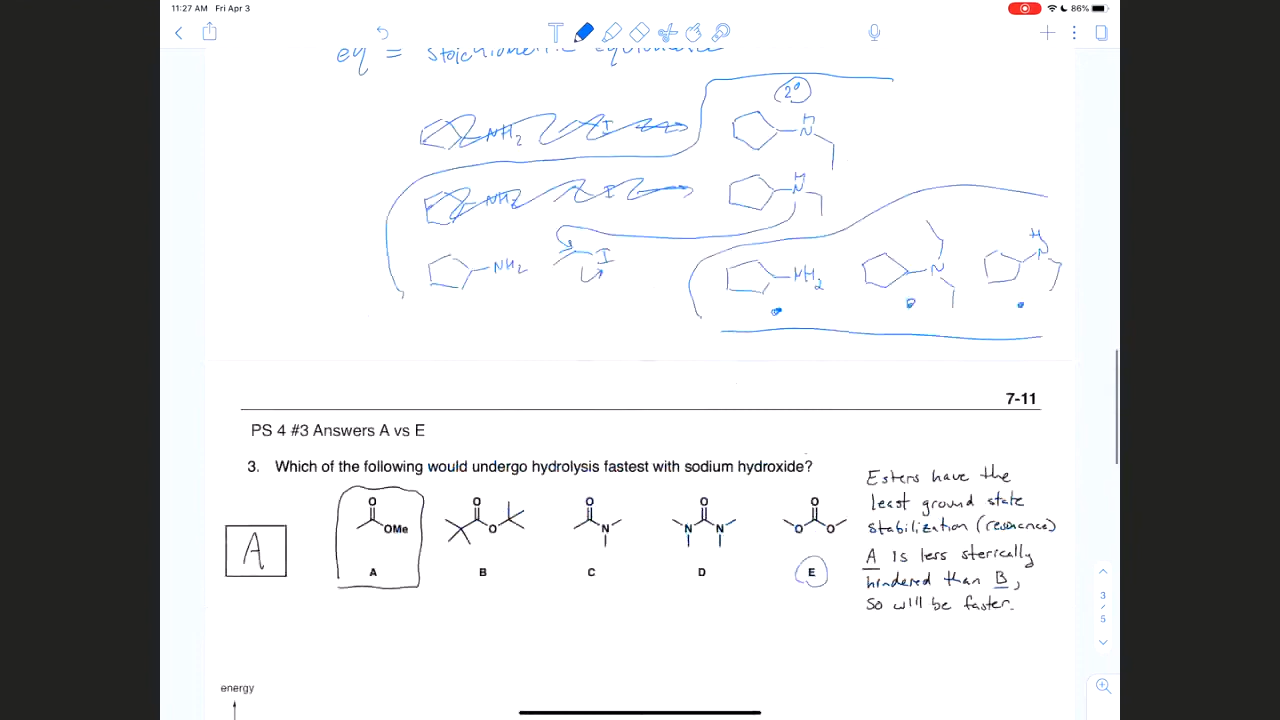 11:27 AM Fri Apr 3
86%
eq = stoichiometric
2°
NH2
I
H
N
NH2
I
H
N
NH2
I
NH2
N
H
N
7-11
PS 4 #3 Answers A vs E
3. Which of the following would undergo hydrolysis fastest with sodium hydroxide?
A
O
OMe
A
O
O
B
O
N
C
O
N N
D
O
O O
E
Esters have the
least ground state
stabilization (resonance)
A is less sterically
hindered than B,
so will be faster.
3
/
5
energy